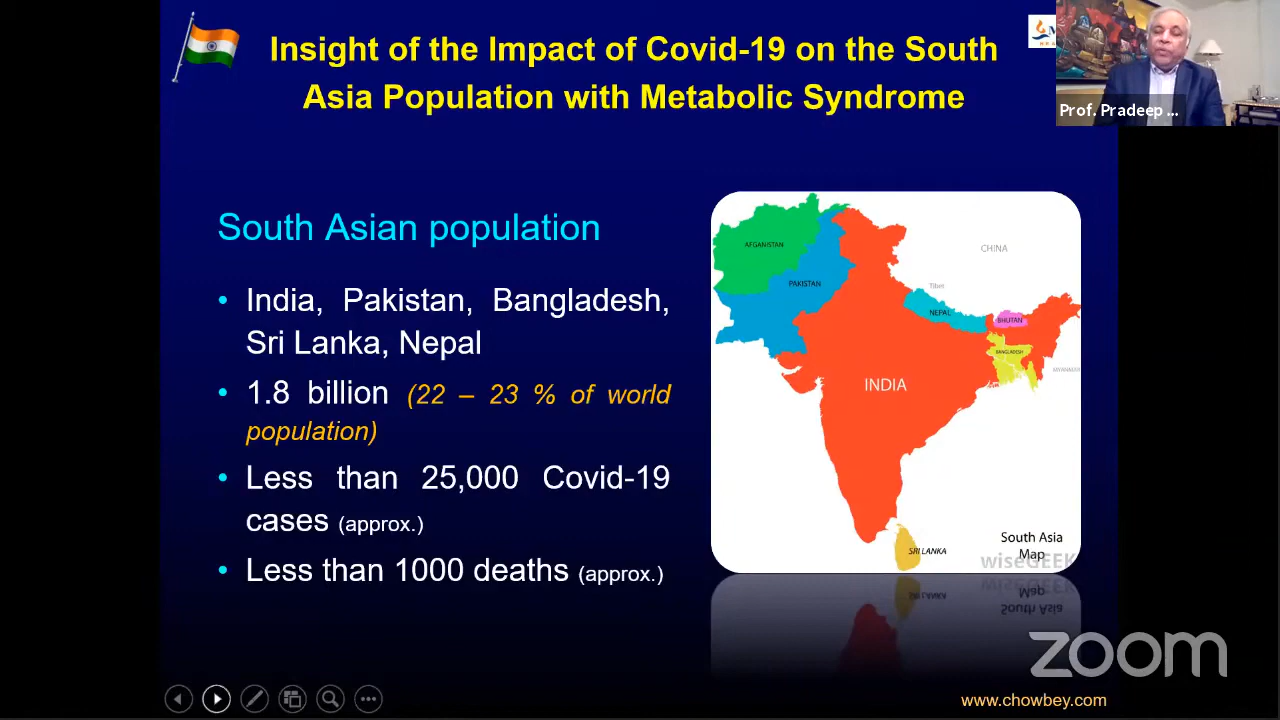 Insight of the Impact of Covid-19 on the South
Asia Population with Metabolic Syndrome
Prof. Pradeep ...
South Asian population
• India, Pakistan, Bangladesh,
Sri Lanka, Nepal
• 1.8 billion (22 – 23 % of world
population)
• Less than 25,000 Covid-19
cases (approx.)
• Less than 1000 deaths (approx.)
AFGANISTAN
CHINA
PAKISTAN
Tibet
NEPAL
BHUTAN
BANGLADESH
INDIA
SRI LANKA
South Asia
Map
wiseGEEK
zoom
www.chowbey.com